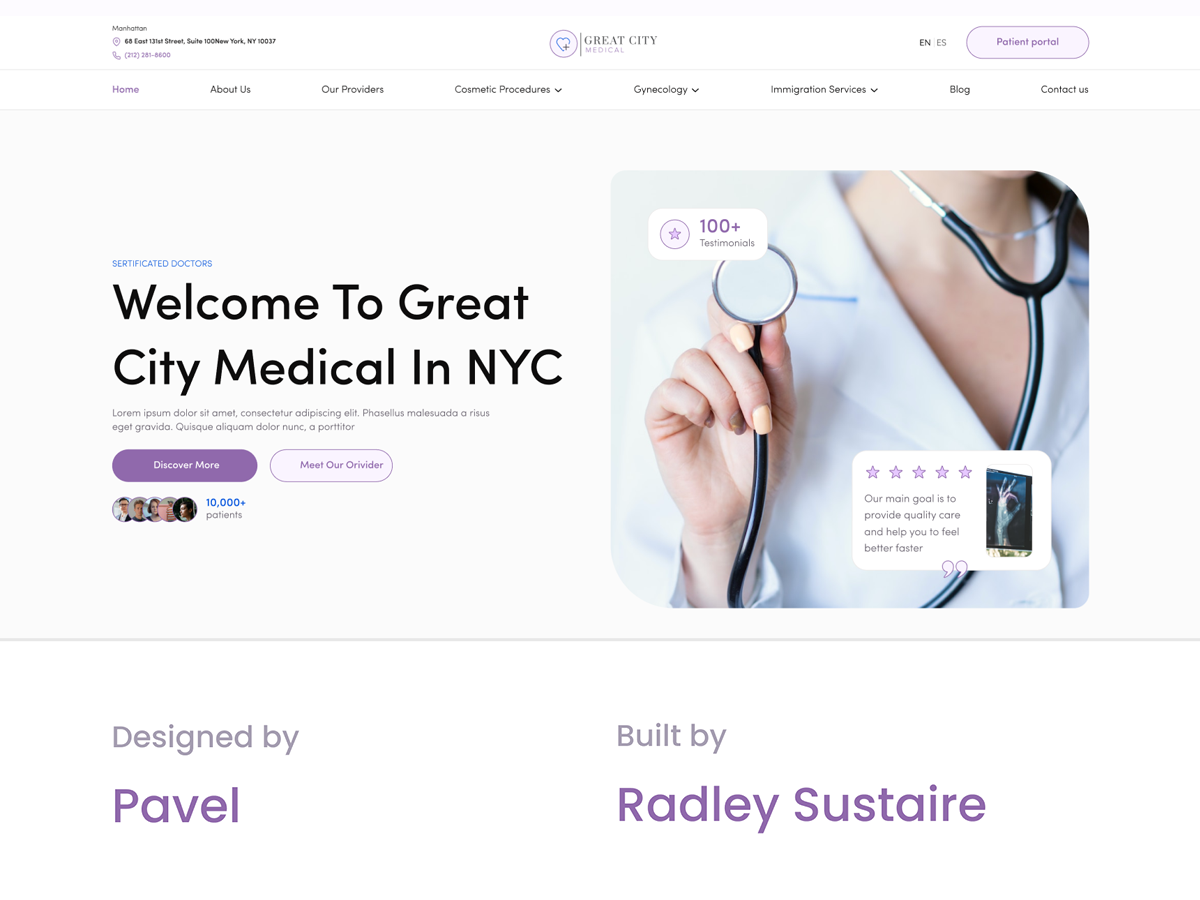 Manhattan
68 East 131st Street, Suite 100New York, NY 10037
(212) 281-8600
GREAT CITY
MEDICAL
EN ES
Patient portal
Home About Us Our Providers Cosmetic Procedures Gynecology Immigration Services Blog Contact us
SERTIFICATED DOCTORS
Welcome To Great
City Medical In NYC
Lorem ipsum dolor sit amet, consectetur adipiscing elit. Phasellus malesuada a risus
eget gravida. Quisque aliquam dolor nunc, a porttitor
Discover More Meet Our Orivider
10,000+
patients
100+
Testimonials
Our main goal is to
provide quality care
and help you to feel
better faster
Designed by
Pavel
Built by
Radley Sustaire